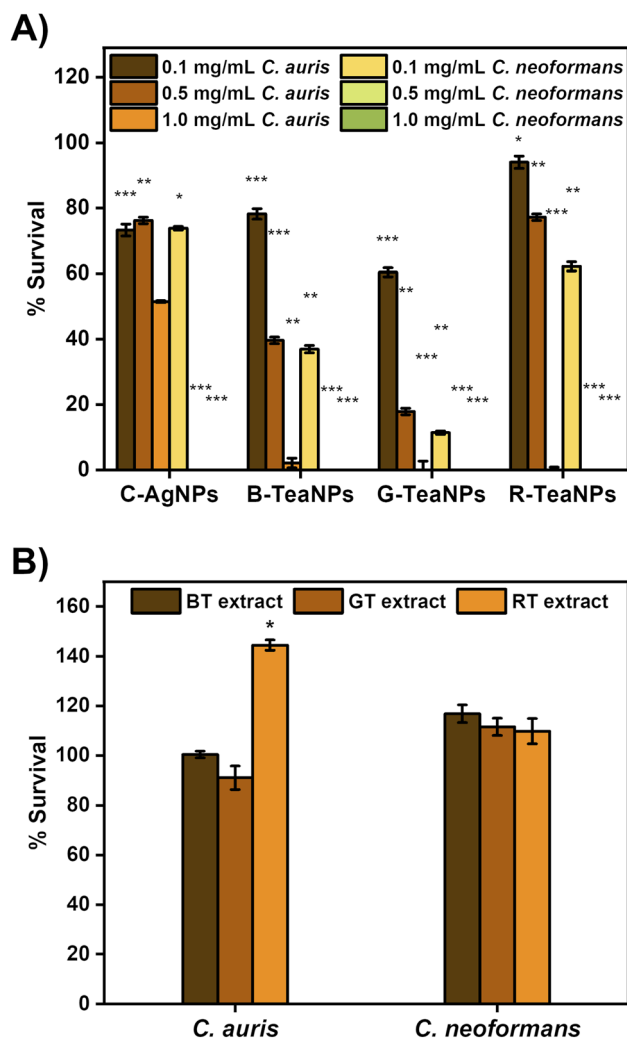 A)
0.1 mg/mL C. auris 0.1 mg/mL C. neoformans
0.5 mg/mL C. auris 0.5 mg/mL C. neoformans
1.0 mg/mL C. auris 1.0 mg/mL C. neoformans
% Survival
120
100
80
60
40
20
0
*** ** * *** *** ** ** *** ** *** ** * ** *** **
*** *** *** *** *** *** *** ***
C-AgNPs B-TeaNPs G-TeaNPs R-TeaNPs
B)
BT extract GT extract RT extract
*
% Survival
160
140
120
100
80
60
40
20
0
C. auris C. neoformans